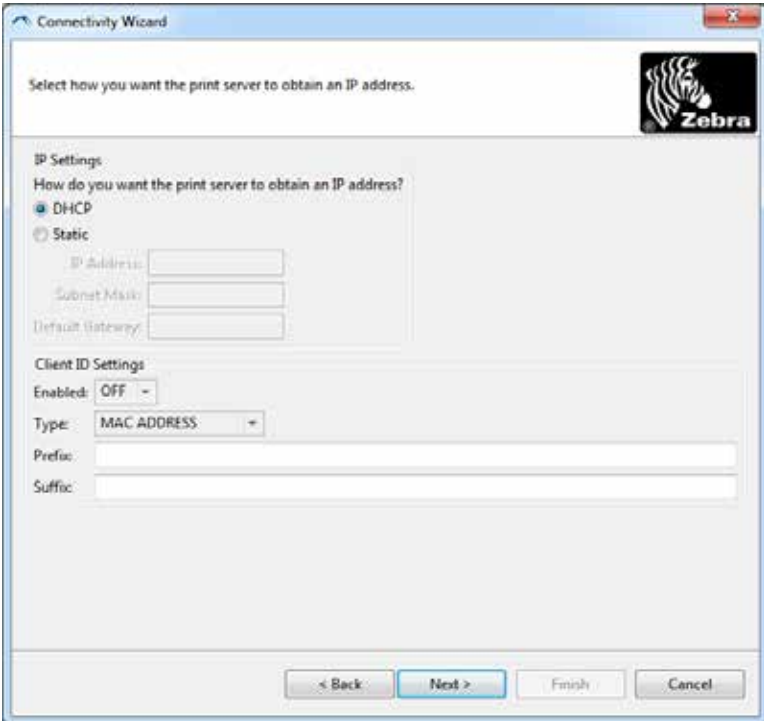 Connectivity Wizard
Select how you want the print server to obtain an IP address.
Zebra
IP Settings
How do you want the print server to obtain an IP address?
DHCP
Static
IP Address:
Subnet Mask:
Default Gateway:
Client ID Settings
Enabled: OFF
Type: MAC ADDRESS
Prefix:
Suffix:
< Back Next > Finish Cancel